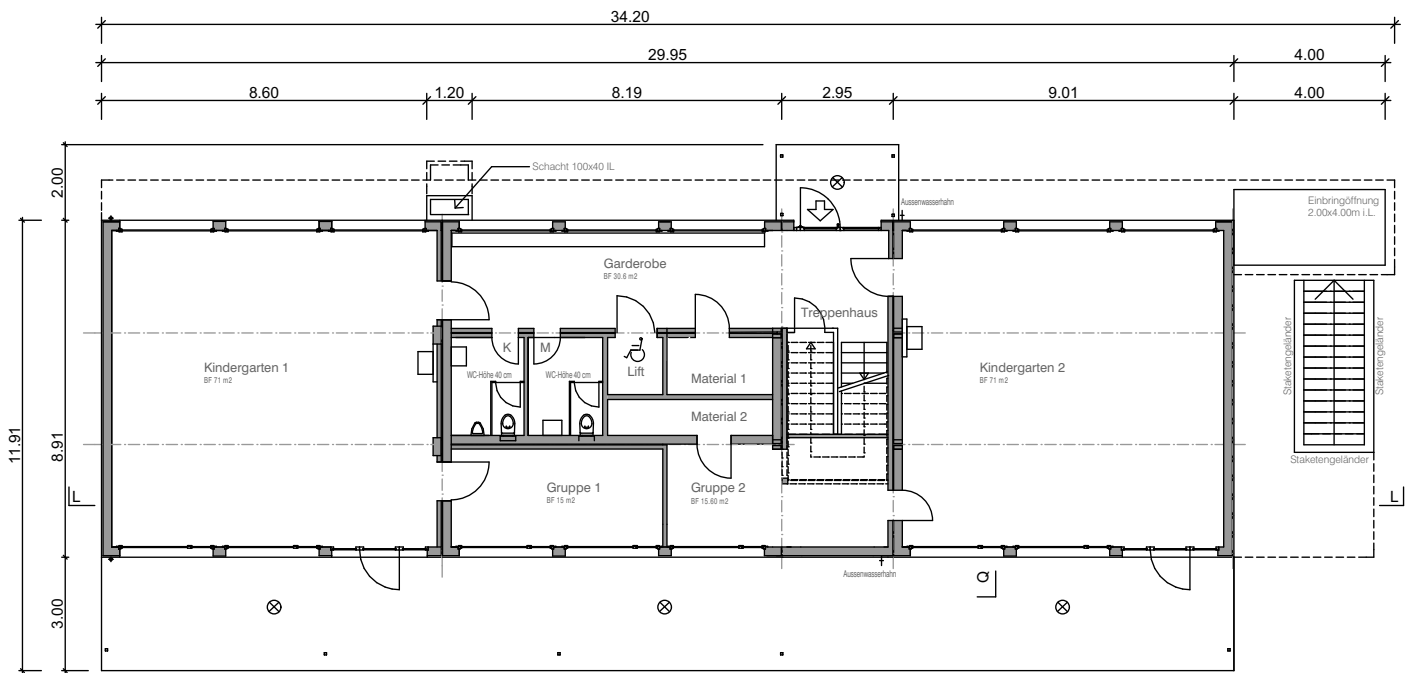 34.20
29.95
4.00
8.60
1.20
8.19
2.95
9.01
4.00
2.00
Schacht 100x40 lL
Aussenwasserhahn
Einbringöffnung
2.00x4.00m i.L.
Garderobe
BF 30.6 m2
Treppenhaus
Kindergarten 1
BF 71 m2
K
M
WC-Höhe 40 cm
WC-Höhe 40 cm
Lift
Material 1
Material 2
Kindergarten 2
BF 71 m2
Staketengeländer
Staketengeländer
Staketengeländer
11.91
8.91
Gruppe 1
BF 15 m2
Gruppe 2
BF 15.60 m2
L
L
Aussenwasserhahn
Q
3.00